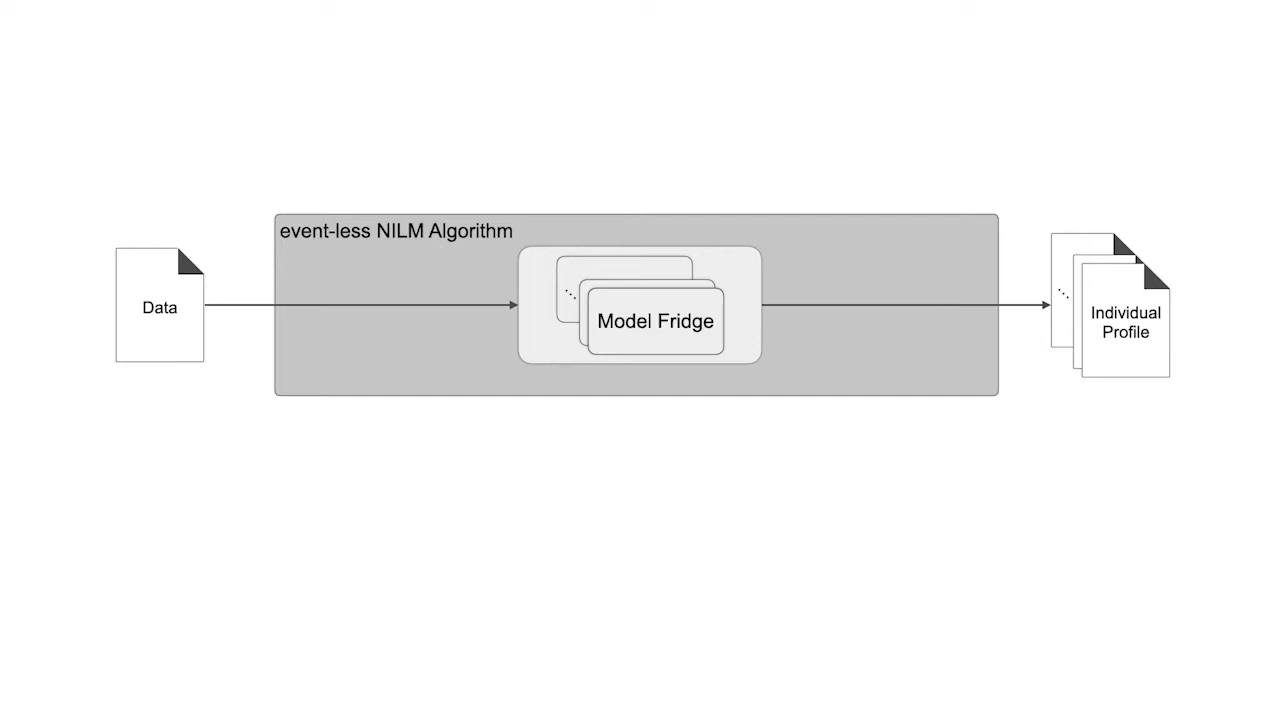 event-less NILM Algorithm
Data
Model Fridge
Individual
Profile